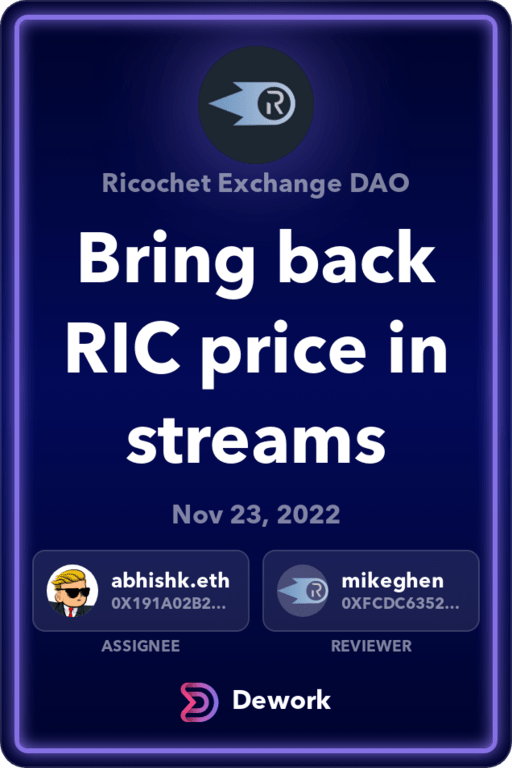 Ricochet Exchange DAO
Bring back
RIC price in
streams
Nov 23, 2022
abhishk.eth
0X191A02B2...
mikeghen
0XFCDC6352...
ASSIGNEE
REVIEWER
Dework